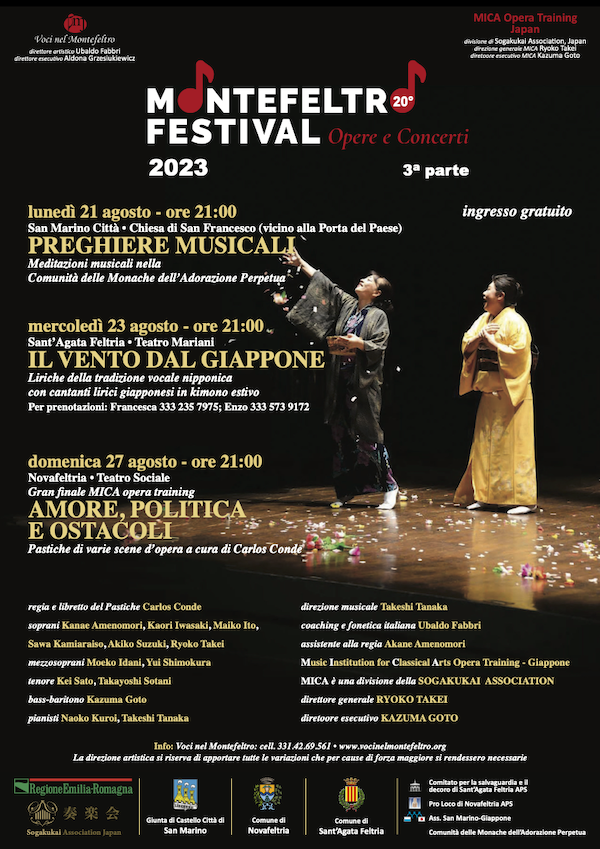 Voci nel Montefeltro
direttore artistico Ubaldo Fabbri
direttore esecutivo Aldona Grzesiukiewicz
MICA Opera Training
Japan
divisione di Sogakukai Association, Japan
direzione generale MICA Ryoko Takei
diretoore esecutivo MICA Kazuma Goto
MONTEFELTRO
20°
FESTIVAL Opere e Concerti
2023
3ª parte
lunedì 21 agosto - ore 21:00
ingresso gratuito
San Marino Città • Chiesa di San Francesco (vicino alla Porta del Paese)
PREGHIERE MUSICALI
Meditazioni musicali nella
Comunità delle Monache dell'Adorazione Perpetua
mercoledì 23 agosto - ore 21:00
Sant'Agata Feltria • Teatro Mariani
IL VENTO DAL GIAPPONE
Liriche della tradizione vocale nipponica
con cantanti lirici giapponesi in kimono estivo
Per prenotazioni: Francesca 333 235 7975; Enzo 333 573 9172
domenica 27 agosto - ore 21:00
Novafeltria • Teatro Sociale
Gran finale MICA opera training
AMORE, POLITICA
E OSTACOLI
Pastiche di varie scene d'opera a cura di Carlos Conde
regia e libretto del Pastiche Carlos Conde
soprani Kanae Amenomori, Kaori Iwasaki, Maiko Ito,
Sawa Kamiaraiso, Akiko Suzuki, Ryoko Takei
mezzosoprani Moeko Idani, Yui Shimokura
tenore Kei Sato, Takayoshi Sotani
bass-baritono Kazuma Goto
pianisti Naoko Kuroi, Takeshi Tanaka
direzione musicale Takeshi Tanaka
coaching e fonetica italiana Ubaldo Fabbri
assistente alla regia Akane Amenomori
Music Institution for Classical Arts Opera Training - Giappone
MICA è una divisione della SOGAKUKAI ASSOCIATION
direttore generale RYOKO TAKEI
diretoore esecutivo KAZUMA GOTO
Info: Voci nel Montefeltro: cell. 331.42.69.561 • www.vocinelmontefeltro.org
La direzione artistica si riserva di apportare tutte le variazioni che per cause di forza maggiore si rendessero necessarie
RegioneEmilia-Romagna
奏楽会
Sogakukai Association Japan
Giunta di Castello Città di
San Marino
Comune di
Novafeltria
Comune di
Sant'Agata Feltria
Comitato per la salvaguardia e il
decoro di Sant'Agata Feltria APS
Pro Loco di Novafeltria APS
Ass. San Marino-Giappone
Comunità delle Monache dell'Adorazione Perpetua